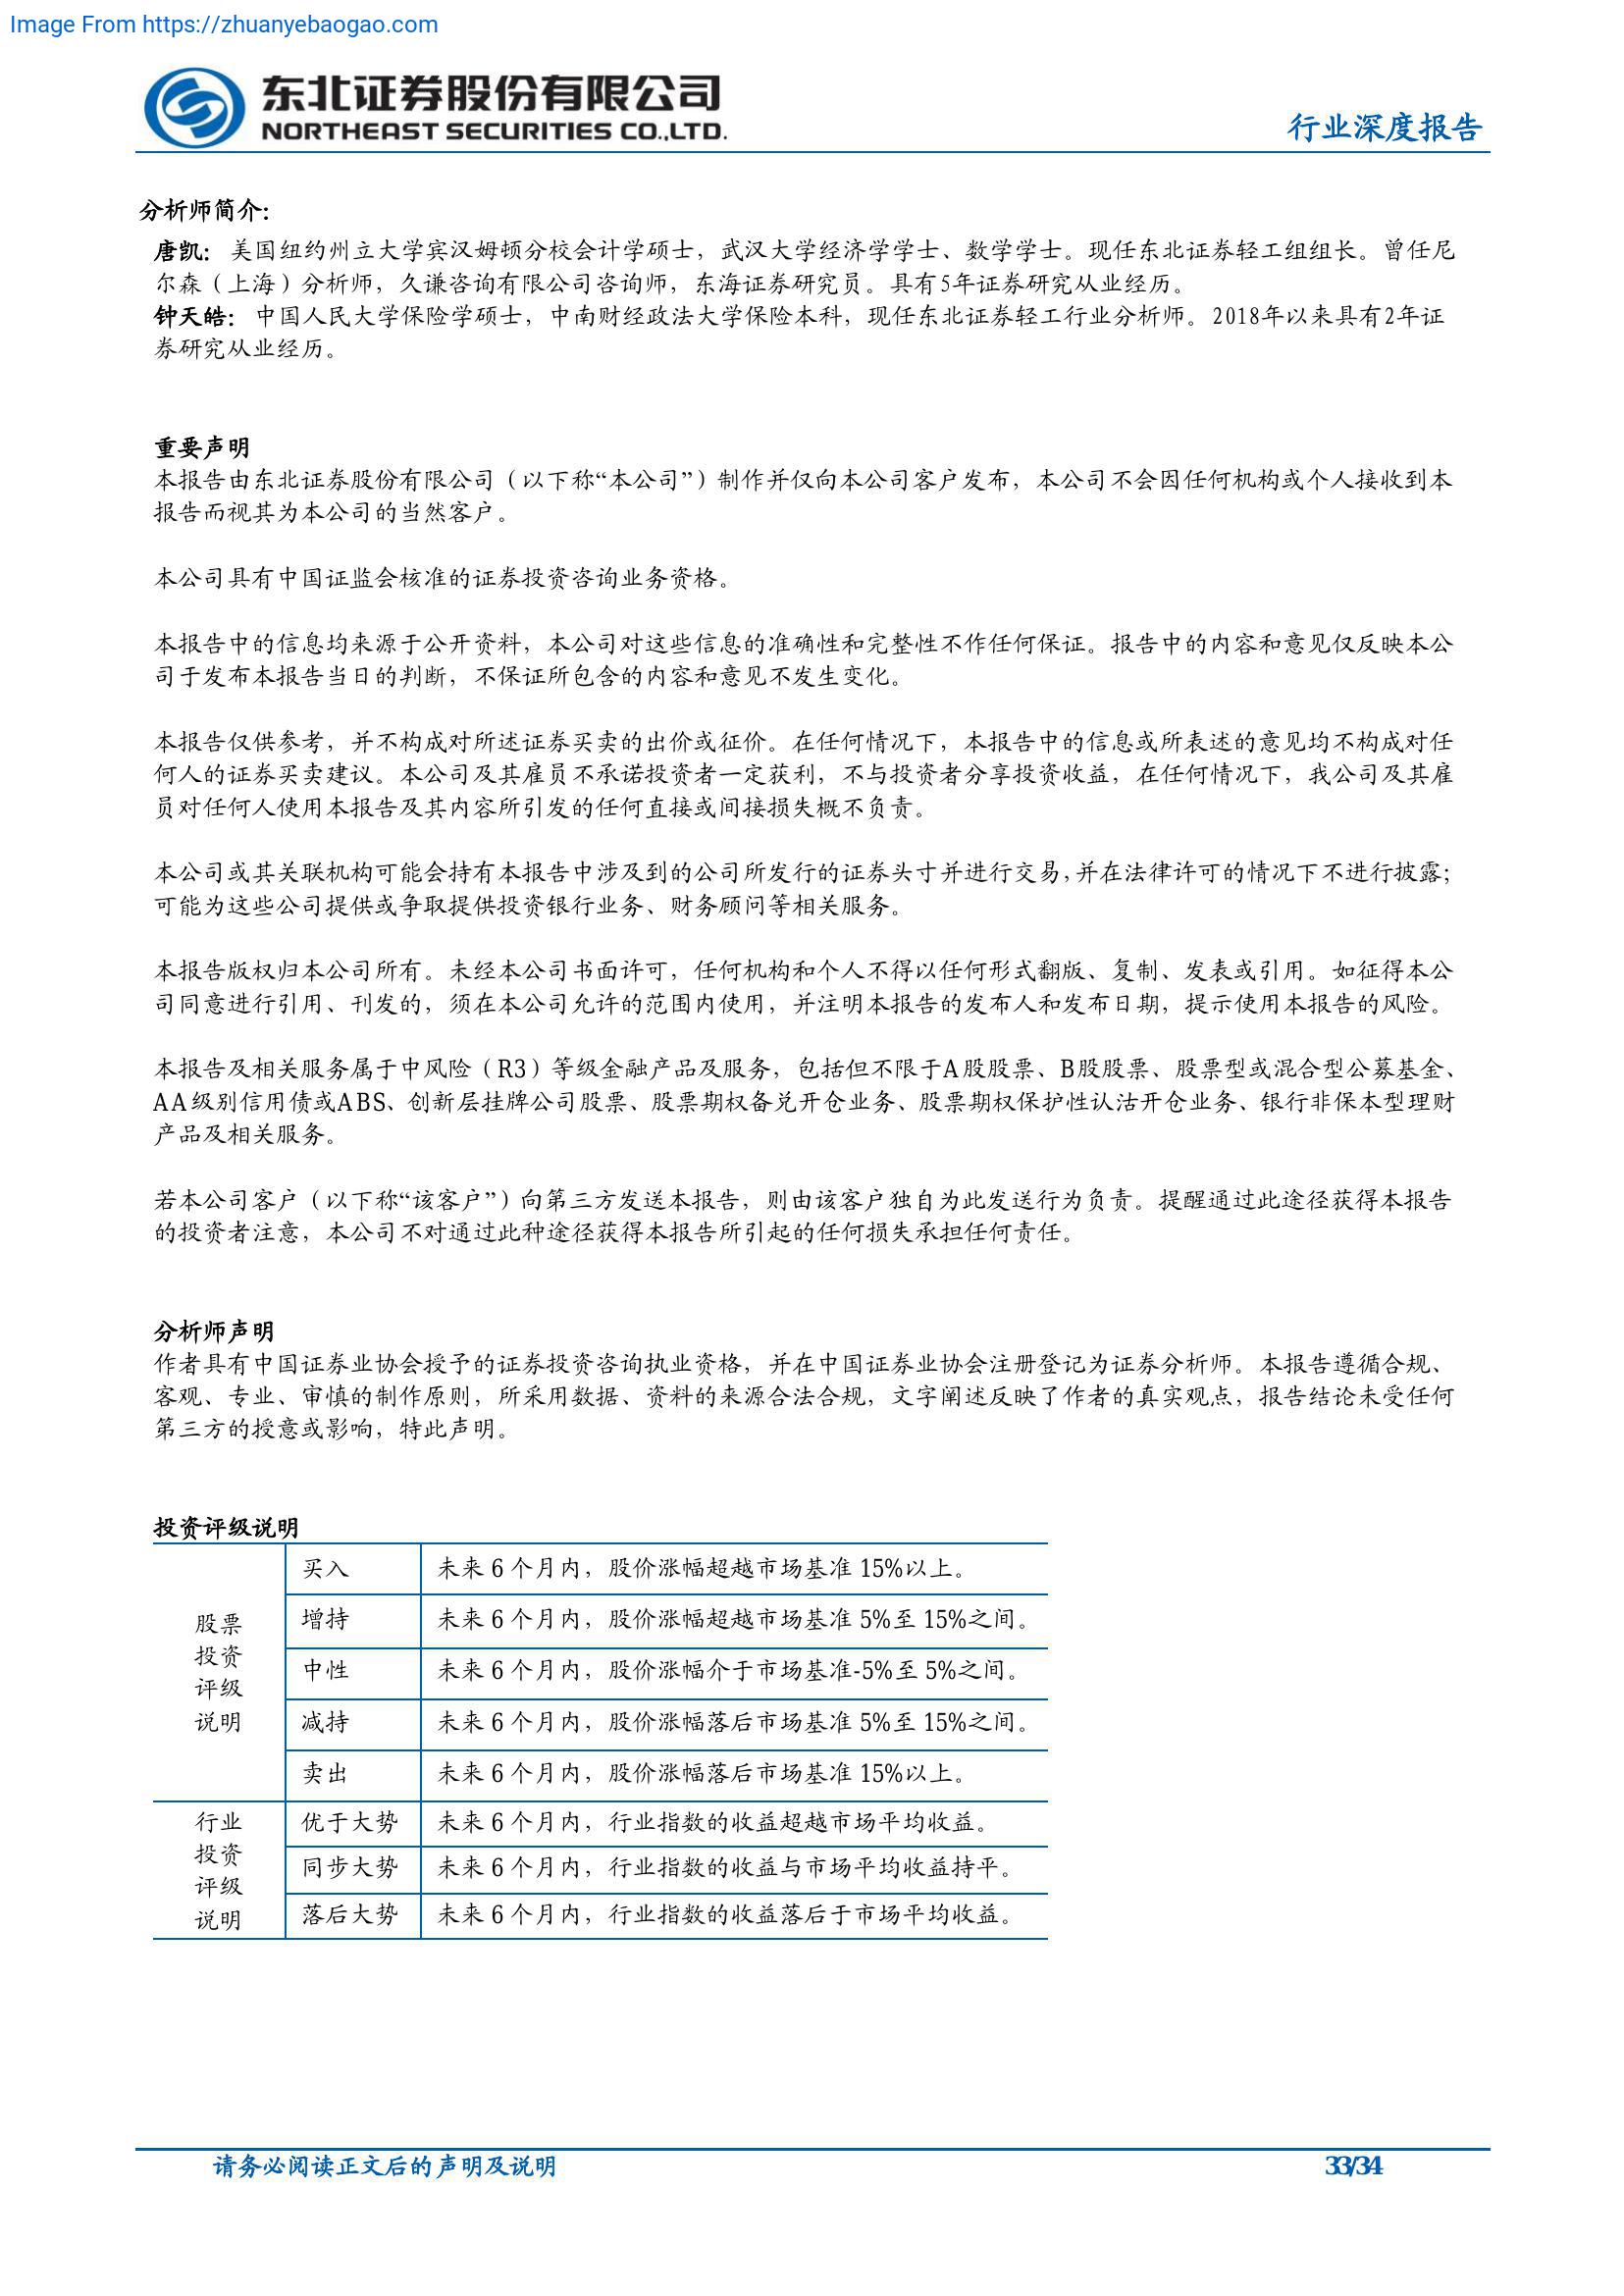 Image From https://zhuanyebaogao.com
东北证券股份有限公司
NORTHEAST SECURITIES CO.,LTD.
行业深度报告
分析师简介:
唐凯: 美国纽约州立大学宾汉姆顿分校会计学硕士，武汉大学经济学学士、数学学士。现任东北证券轻工组组长。曾任尼
尔森（上海）分析师，久谦咨询有限公司咨询师，东海证券研究员。具有5年证券研究从业经历。
钟天皓: 中国人民大学保险学硕士，中南财经政法大学保险本科，现任东北证券轻工行业分析师。2018年以来具有2年证
券研究从业经历。
重要声明
本报告由东北证券股份有限公司（以下称“本公司”）制作并仅向本公司客户发布，本公司不会因任何机构或个人接收到本
报告而视其为本公司的当然客户。
本公司具有中国证监会核准的证券投资咨询业务资格。
本报告中的信息均来源于公开资料，本公司对这些信息的准确性和完整性不作任何保证。报告中的内容和意见仅反映本公
司于发布本报告当日的判断，不保证所包含的内容和意见不发生变化。
本报告仅供参考，并不构成对所述证券买卖的出价或征价。在任何情况下，本报告中的信息或所表述的意见均不构成对任
何人的证券买卖建议。本公司及其雇员不承诺投资者一定获利，不与投资者分享投资收益，在任何情况下，我公司及其雇
员对任何人使用本报告及其内容所引发的任何直接或间接损失概不负责。
本公司或其关联机构可能会持有本报告中涉及到的公司所发行的证券头寸并进行交易,并在法律许可的情况下不进行披露;
可能为这些公司提供或争取提供投资银行业务、财务顾问等相关服务。
本报告版权归本公司所有。未经本公司书面许可，任何机构和个人不得以任何形式翻版、复制、发表或引用。如征得本公
司同意进行引用、刊发的，须在本公司允许的范围内使用，并注明本报告的发布人和发布日期，提示使用本报告的风险。
本报告及相关服务属于中风险（R3）等级金融产品及服务，包括但不限于A股股票、B股股票、股票型或混合型公募基金、
AA级别信用债或ABS、创新层挂牌公司股票、股票期权备兑开仓业务、股票期权保护性认沽开仓业务、银行非保本型理财
产品及相关服务。
若本公司客户（以下称“该客户”）向第三方发送本报告，则由该客户独自为此发送行为负责。提醒通过此途径获得本报告
的投资者注意，本公司不对通过此种途径获得本报告所引起的任何损失承担任何责任。
分析师声明
作者具有中国证券业协会授予的证券投资咨询执业资格，并在中国证券业协会注册登记为证券分析师。本报告遵循合规、
客观、专业、审慎的制作原则，所采用数据、资料的来源合法合规，文字阐述反映了作者的真实观点，报告结论未受任何
第三方的授意或影响，特此声明。
投资评级说明
股票
投资
评级
说明
买入 未来 6 个月内，股价涨幅超越市场基准 15%以上。
增持 未来 6 个月内，股价涨幅超越市场基准 5%至 15%之间。
中性 未来 6 个月内，股价涨幅介于市场基准-5%至 5%之间。
减持 未来 6 个月内，股价涨幅落后市场基准 5%至 15%之间。
卖出 未来 6 个月内，股价涨幅落后市场基准 15%以上。
行业
投资
评级
说明
优于大势 未来 6 个月内，行业指数的收益超越市场平均收益。
同步大势 未来 6 个月内，行业指数的收益与市场平均收益持平。
落后大势 未来 6 个月内，行业指数的收益落后于市场平均收益。
请务必阅读正文后的声明及说明 33/34